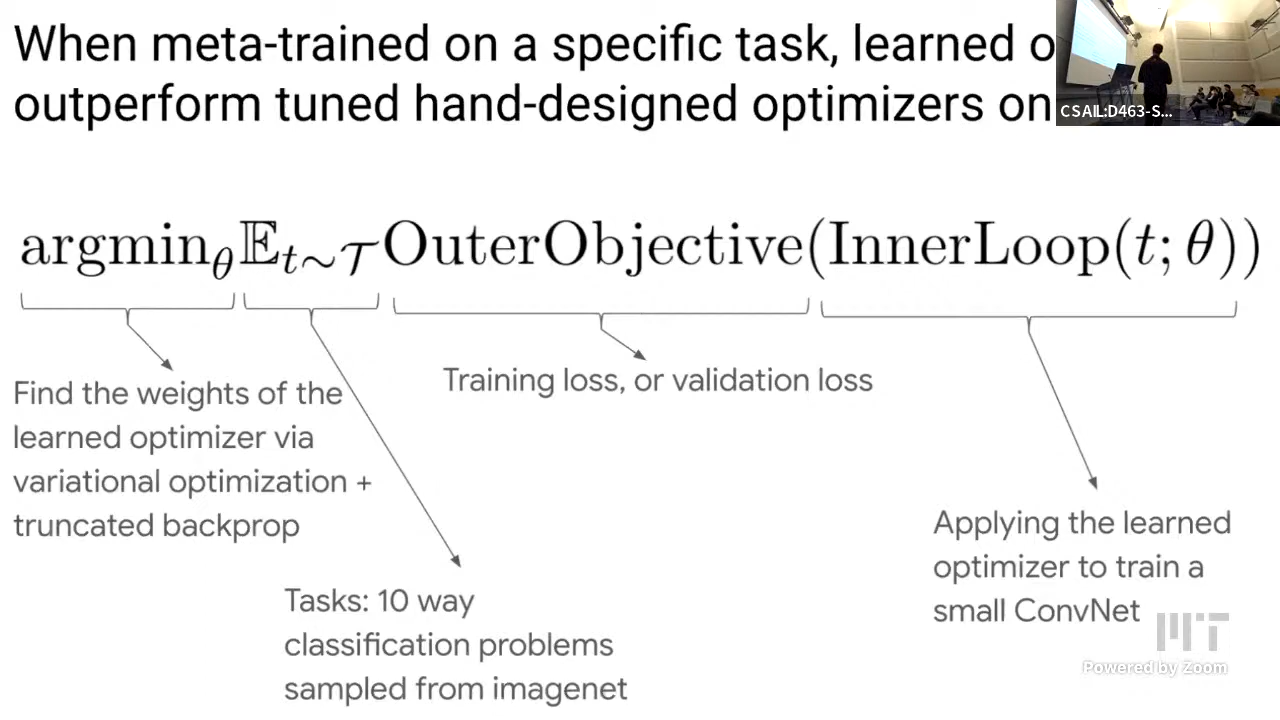 When meta-trained on a specific task, learned o
outperform tuned hand-designed optimizers on
CSAIL:D463-S...
argmin_θ 𝔼_{t∼𝒯} OuterObjective(InnerLoop(t; θ))
Find the weights of the
learned optimizer via
variational optimization +
truncated backprop
Training loss, or validation loss
Tasks: 10 way
classification problems
sampled from imagenet
Applying the learned
optimizer to train a
small ConvNet
MIT
Powered by Zoom